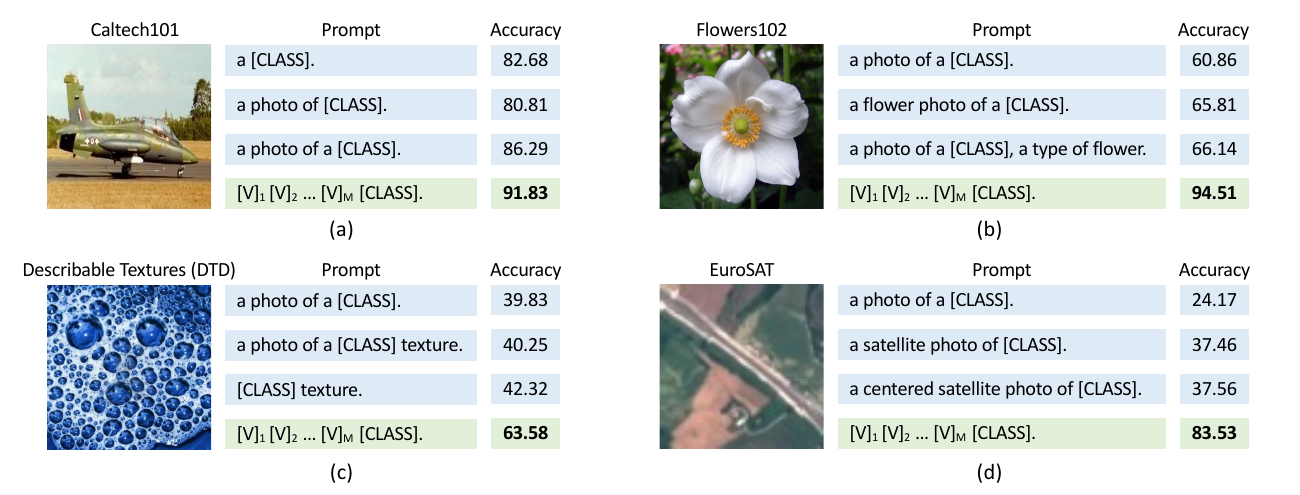 Caltech101 Prompt Accuracy
a [CLASS]. 82.68
a photo of [CLASS]. 80.81
a photo of a [CLASS]. 86.29
[V]₁ [V]₂ … [V]ₘ [CLASS]. 91.83
(a)
Flowers102 Prompt Accuracy
a photo of a [CLASS]. 60.86
a flower photo of a [CLASS]. 65.81
a photo of a [CLASS], a type of flower. 66.14
[V]₁ [V]₂ … [V]ₘ [CLASS]. 94.51
(b)
Describable Textures (DTD) Prompt Accuracy
a photo of a [CLASS]. 39.83
a photo of a [CLASS] texture. 40.25
[CLASS] texture. 42.32
[V]₁ [V]₂ … [V]ₘ [CLASS]. 63.58
(c)
EuroSAT Prompt Accuracy
a photo of a [CLASS]. 24.17
a satellite photo of [CLASS]. 37.46
a centered satellite photo of [CLASS]. 37.56
[V]₁ [V]₂ … [V]ₘ [CLASS]. 83.53
(d)